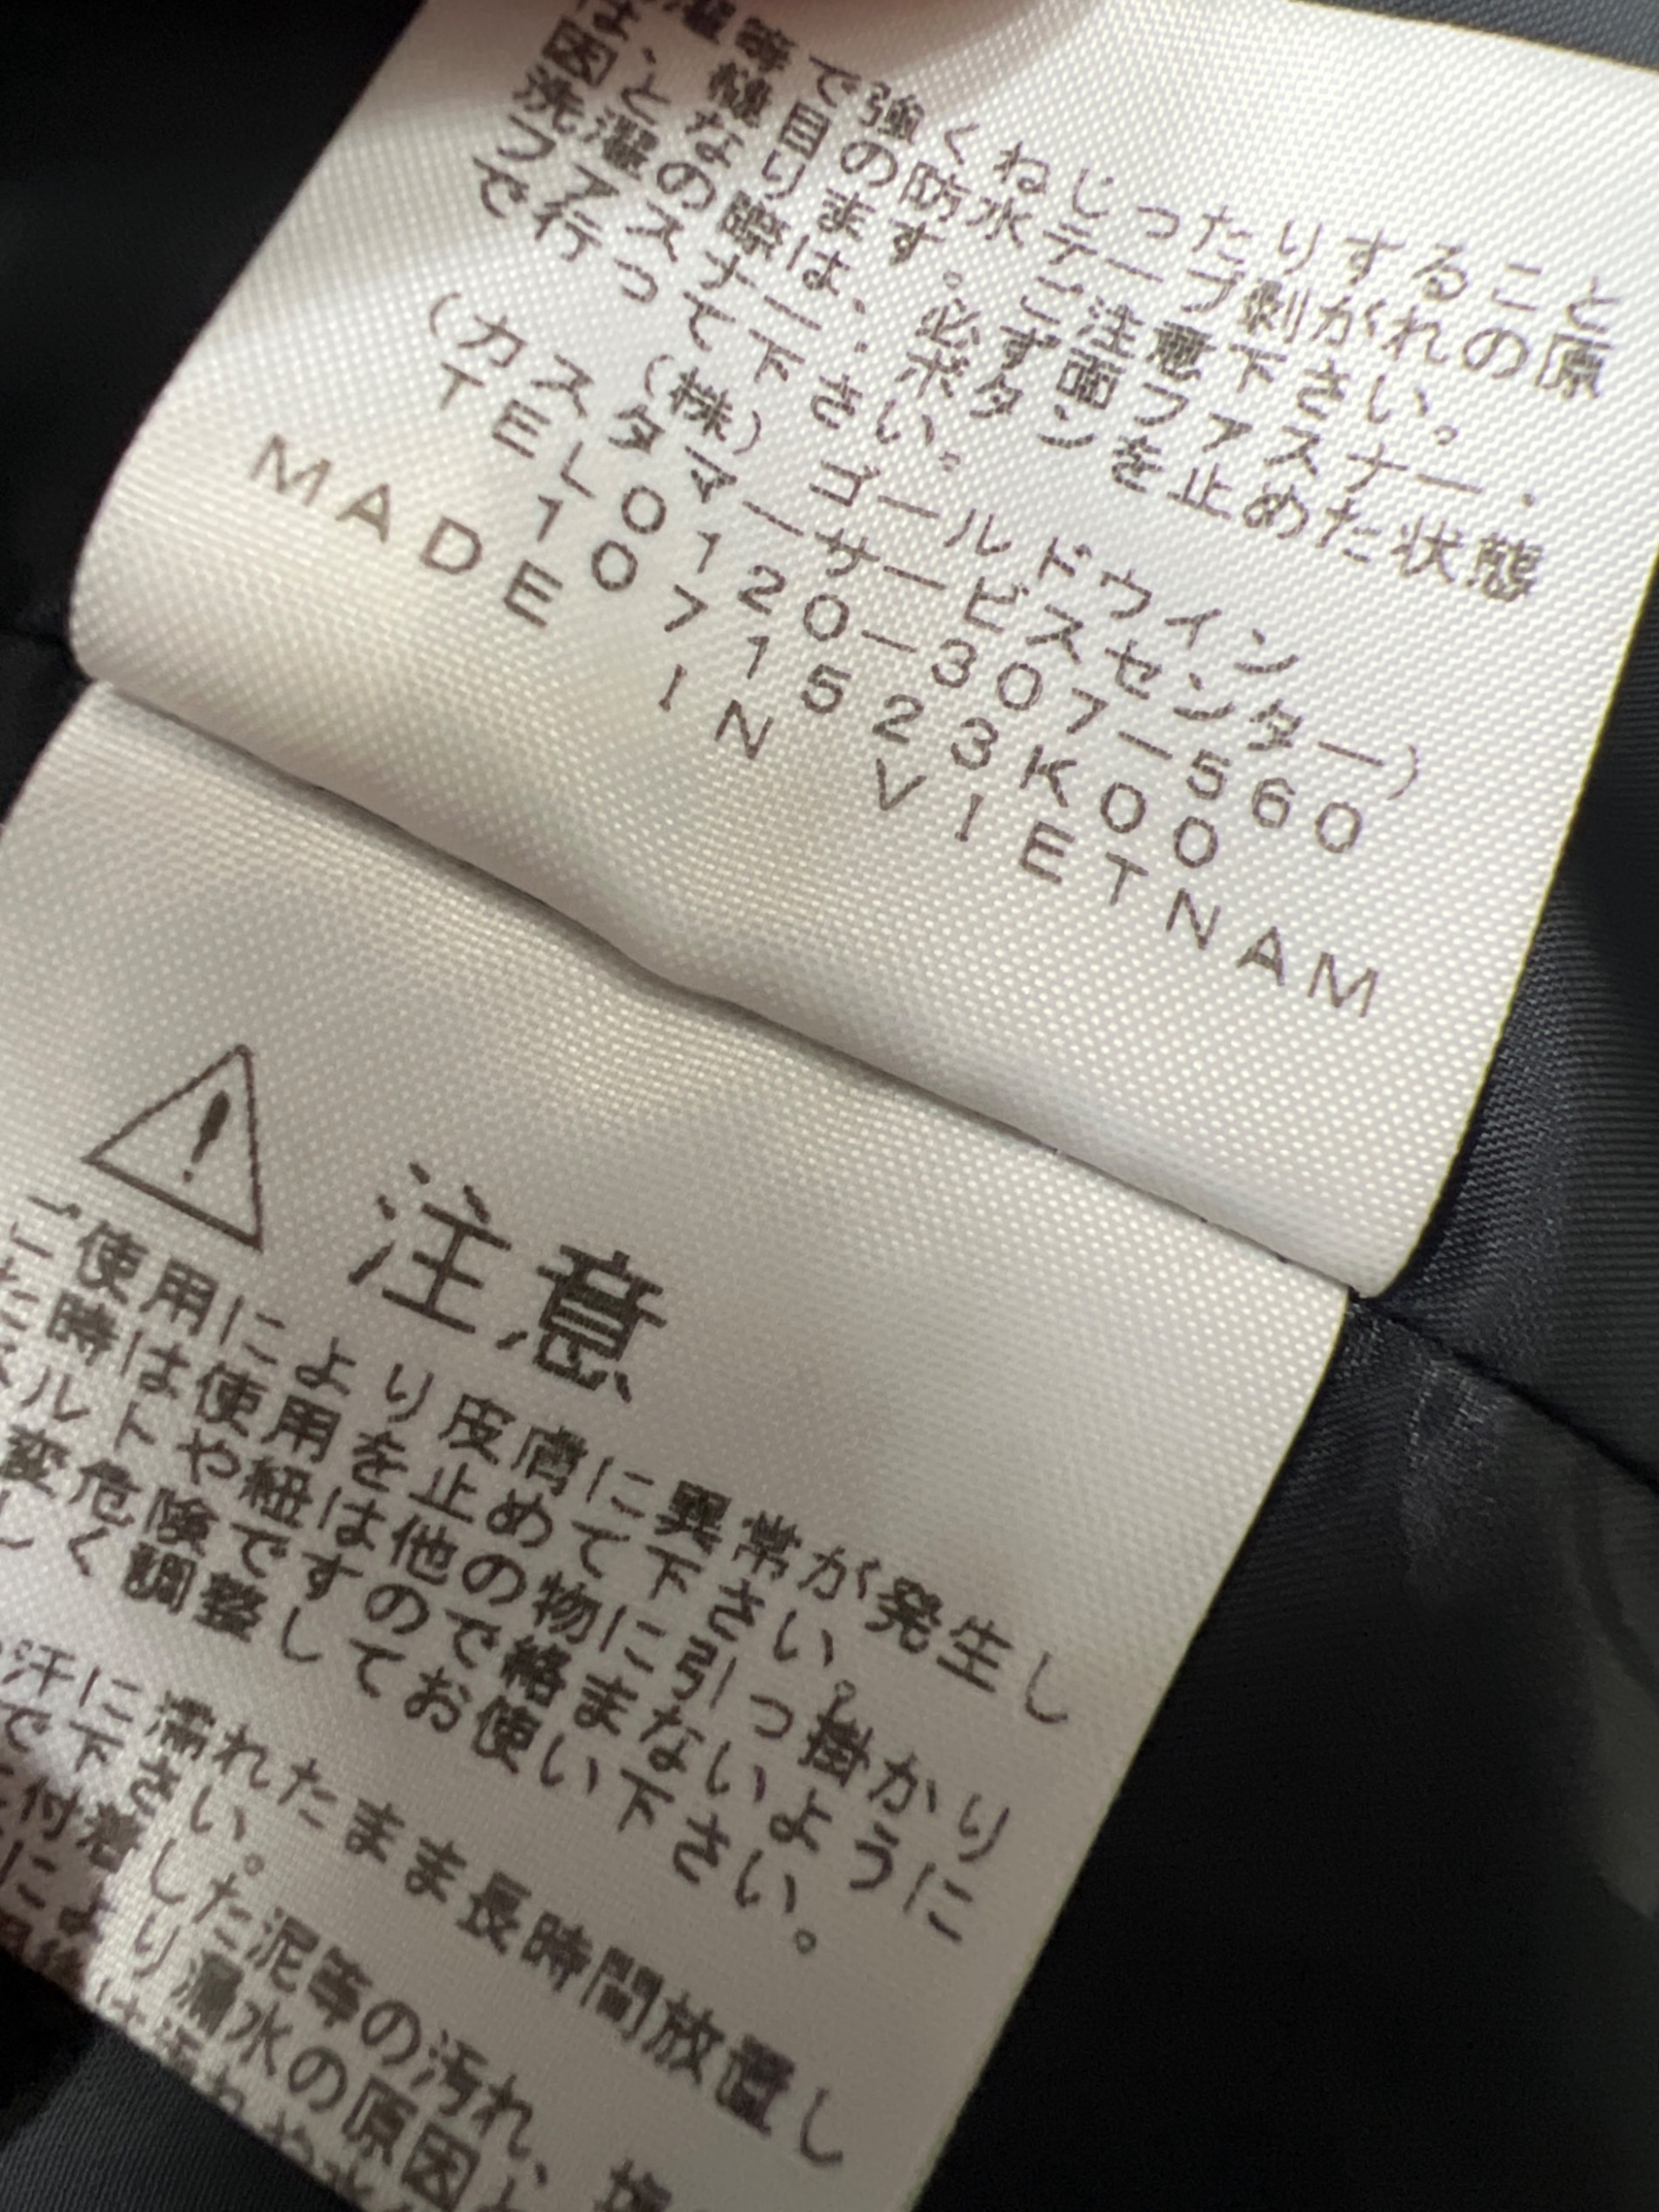 で強くねじったりすること
は、縫目の防水テープ剥がれの原
因となります。ご注意下さい。
洗濯の際は、必ず面ファスナー・
ファスナー・ボタンを止めた状態
で行って下さい。
(株)ゴールドウイン
(カスタマーサービスセンター)
TEL0120-307-560
1071523K00
MADE IN VIETNAM
注意
使用により皮膚に異常が発生し
た時は使用を止めて下さい。
ベルトや紐は他の物に引っ掛かり
変危険ですので絡まないように
しく調整してお使い下さい。
汗に濡れたまま長時間放置し
で下さい。
付着した泥等の汚れ、塩
により漏水の原因と